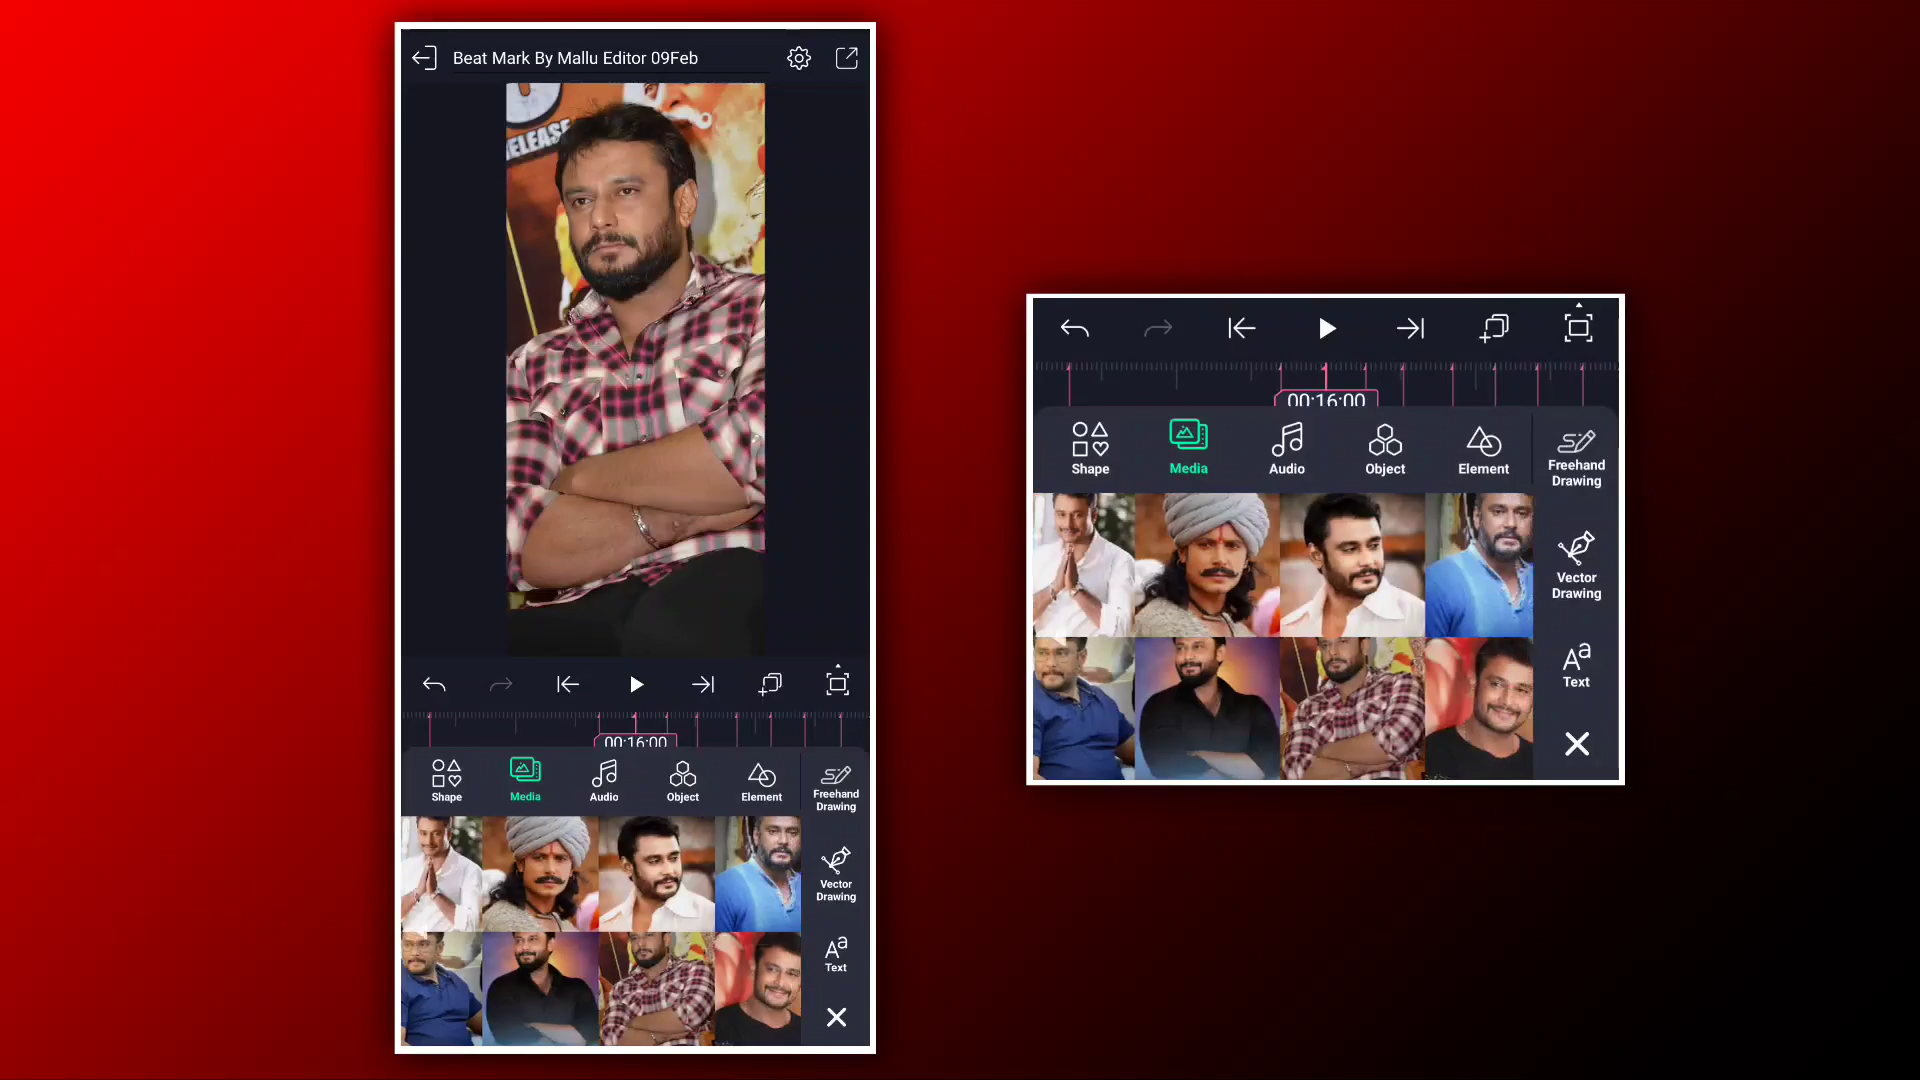 Beat Mark By Mallu Editor 09Feb
RELEASE
00:16:00
Shape
Media
Audio
Object
Element
Freehand
Drawing
Vector
Drawing
Aa
Text
00:16:00
Shape
Media
Audio
Object
Element
Freehand
Drawing
Vector
Drawing
Aa
Text